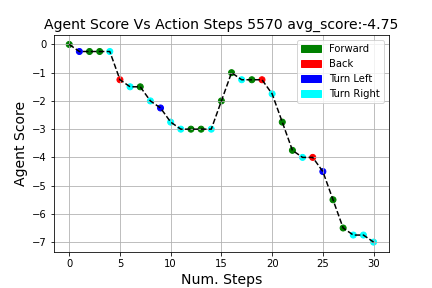 Agent Score Vs Action Steps 5570 avg_score:-4.75
Agent Score
0
−1
−2
−3
−4
−5
−6
−7
Forward
Back
Turn Left
Turn Right
0 5 10 15 20 25 30
Num. Steps